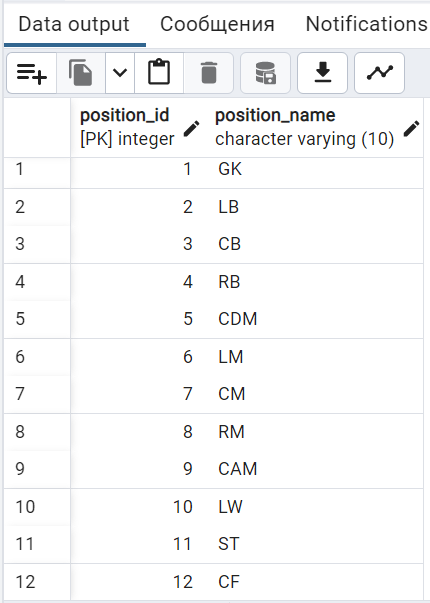 Data output Сообщения Notifications
position_id position_name
[PK] integer character varying (10)
1 1 GK
2 2 LB
3 3 CB
4 4 RB
5 5 CDM
6 6 LM
7 7 CM
8 8 RM
9 9 CAM
10 10 LW
11 11 ST
12 12 CF